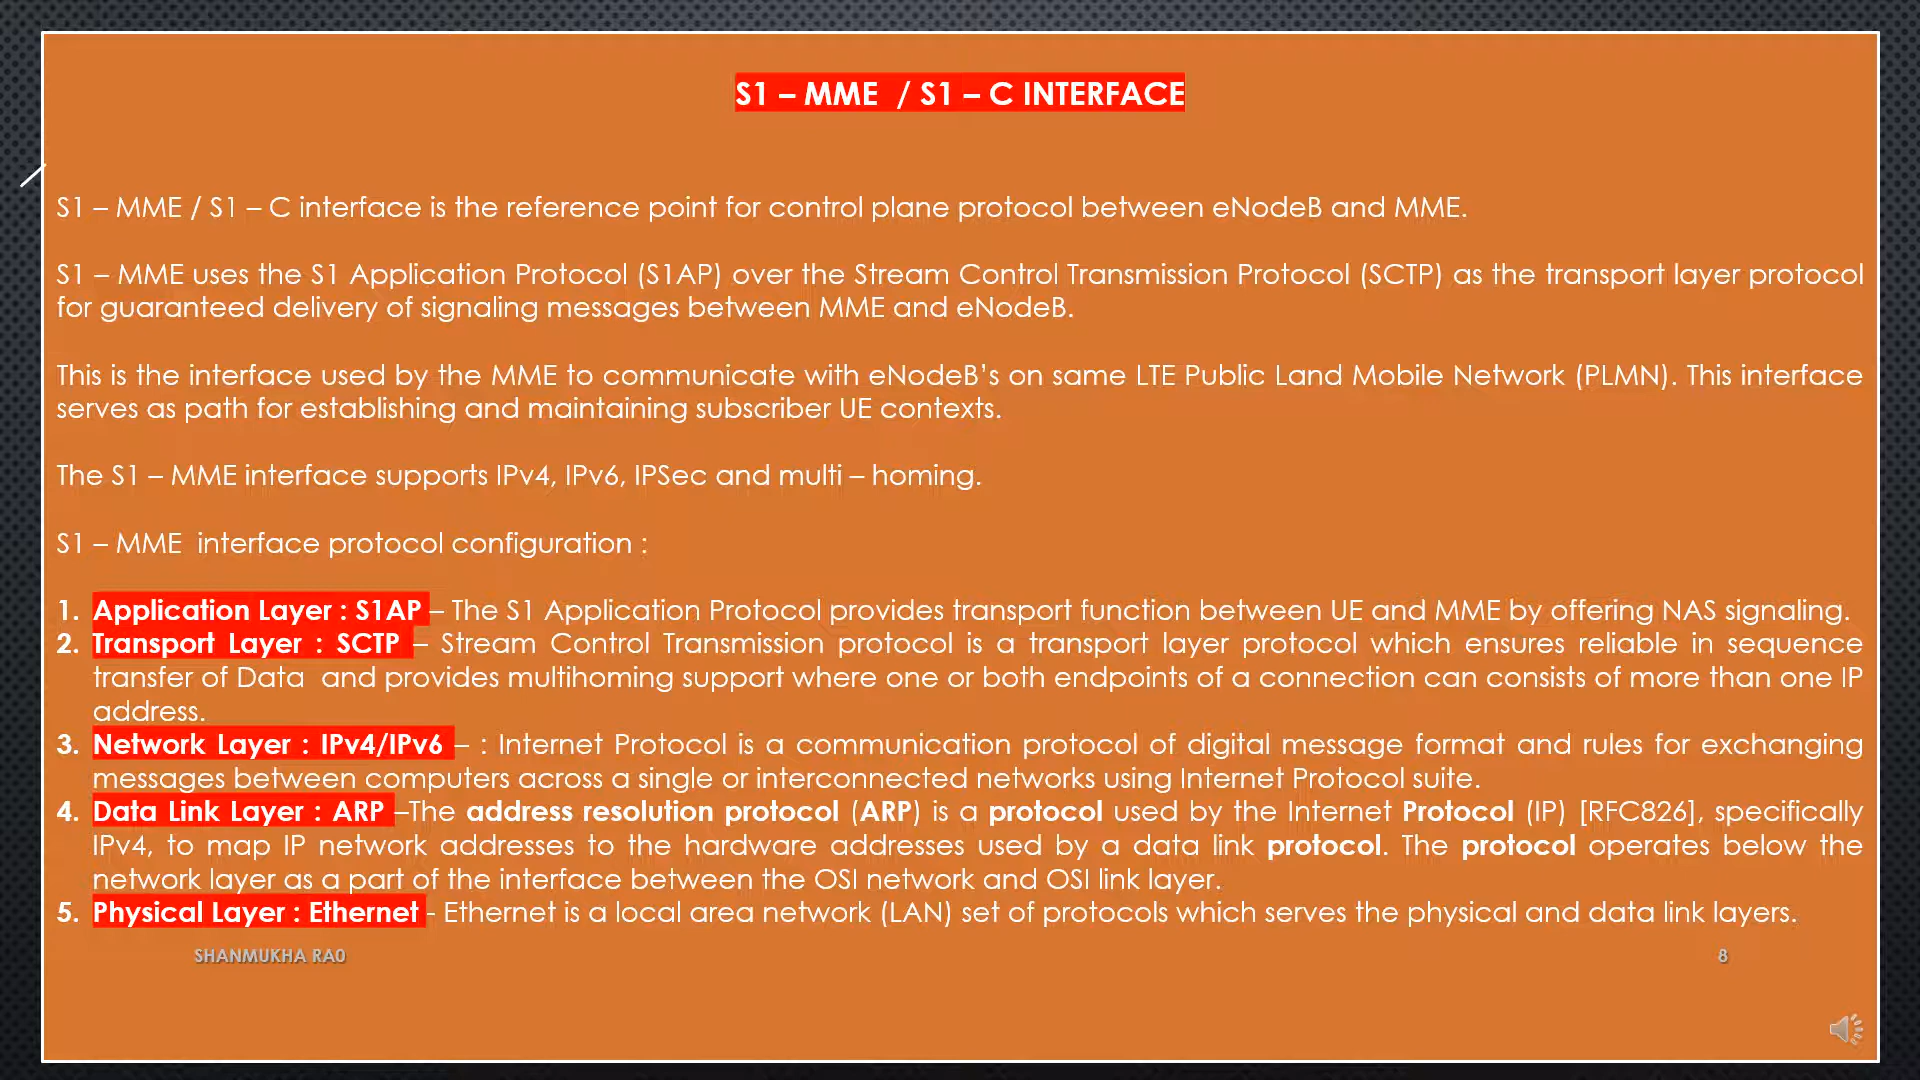 S1 – MME / S1 – C INTERFACE
S1 – MME / S1 – C interface is the reference point for control plane protocol between eNodeB and MME.
S1 – MME uses the S1 Application Protocol (S1AP) over the Stream Control Transmission Protocol (SCTP) as the transport layer protocol
for guaranteed delivery of signaling messages between MME and eNodeB.
This is the interface used by the MME to communicate with eNodeB’s on same LTE Public Land Mobile Network (PLMN). This interface
serves as path for establishing and maintaining subscriber UE contexts.
The S1 – MME interface supports IPv4, IPv6, IPSec and multi – homing.
S1 – MME interface protocol configuration :
1. Application Layer : S1AP – The S1 Application Protocol provides transport function between UE and MME by offering NAS signaling.
2. Transport Layer : SCTP – Stream Control Transmission protocol is a transport layer protocol which ensures reliable in sequence
transfer of Data and provides multihoming support where one or both endpoints of a connection can consists of more than one IP
address.
3. Network Layer : IPv4/IPv6 – : Internet Protocol is a communication protocol of digital message format and rules for exchanging
messages between computers across a single or interconnected networks using Internet Protocol suite.
4. Data Link Layer : ARP –The address resolution protocol (ARP) is a protocol used by the Internet Protocol (IP) [RFC826], specifically
IPv4, to map IP network addresses to the hardware addresses used by a data link protocol. The protocol operates below the
network layer as a part of the interface between the OSI network and OSI link layer.
5. Physical Layer : Ethernet - Ethernet is a local area network (LAN) set of protocols which serves the physical and data link layers.
SHANMUKHA RA0
8